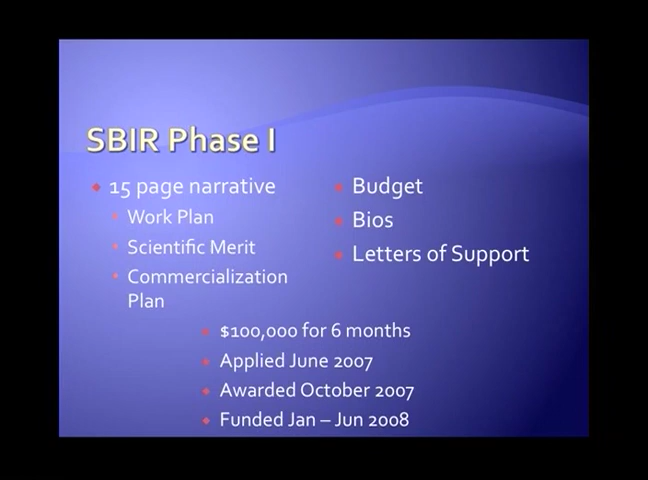 SBIR Phase I
15 page narrative
Work Plan
Scientific Merit
Commercialization
Plan
Budget
Bios
Letters of Support
$100,000 for 6 months
Applied June 2007
Awarded October 2007
Funded Jan – Jun 2008